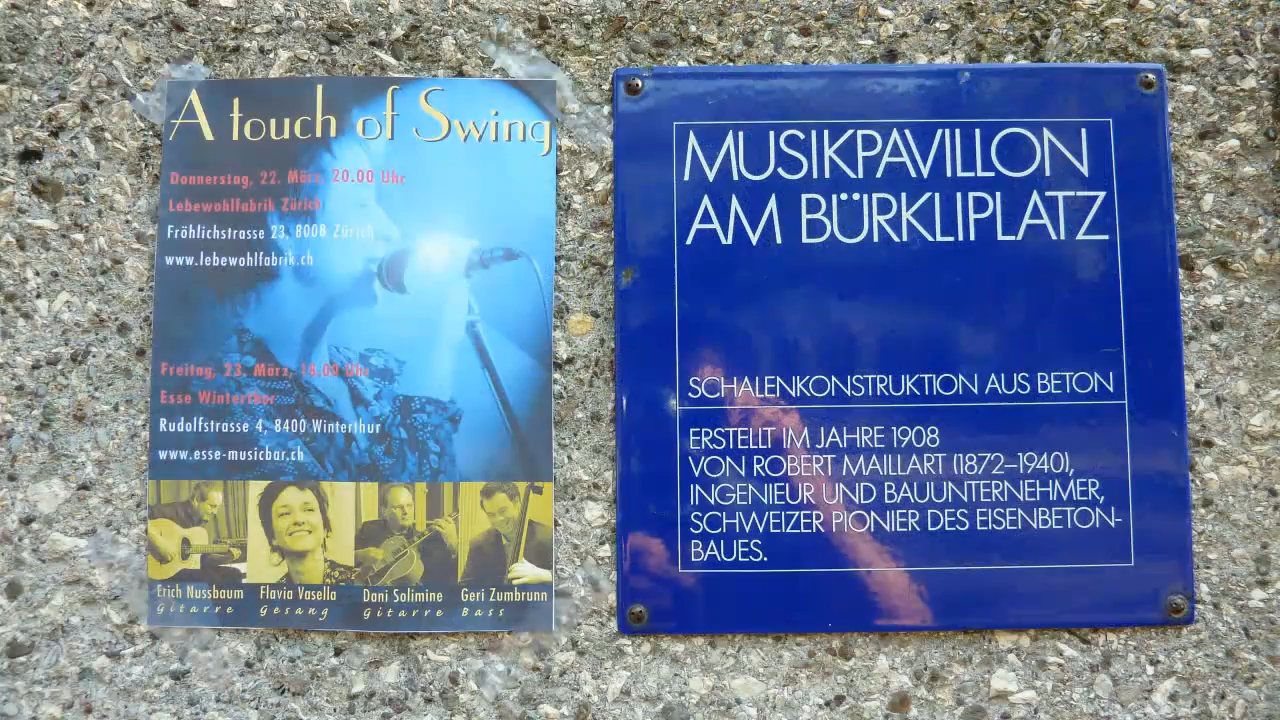 A touch of Swing
Donnerstag, 22. März, 20.00 Uhr
Lebewohlfabrik Zürich
Fröhlichstrasse 23, 8008 Zürich
www.lebewohlfabrik.ch
Freitag, 23. März, 18.00 Uhr
Esse Winterthur
Rudolfstrasse 4, 8400 Winterthur
www.esse-musicbar.ch
Erich Nussbaum
Gitarre
Flavia Vasella
Gesang
Dani Solimine
Gitarre
Geri Zumbrunn
Bass
MUSIKPAVILLON
AM BÜRKLIPLATZ
SCHALENKONSTRUKTION AUS BETON
ERSTELLT IM JAHRE 1908
VON ROBERT MAILLART (1872–1940),
INGENIEUR UND BAUUNTERNEHMER,
SCHWEIZER PIONIER DES EISENBETON-
BAUES.